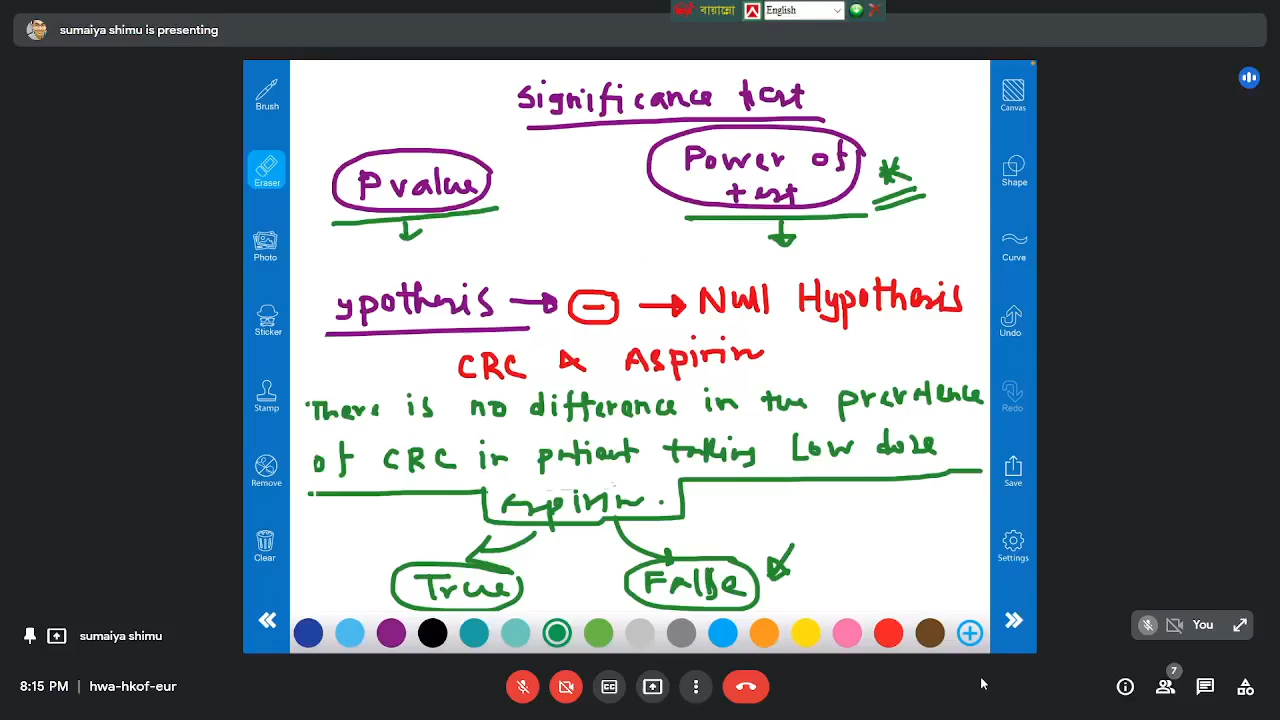 বায়ান্নো English
sumaiya shimu is presenting
Significance test
P value
Power of
test
ypothesis → − → Null Hypothesis
CRC & Aspirin
There is no difference in the prevelence
of CRC in patient taking Low dose
Aspirin.
True
False
Brush
Eraser
Photo
Sticker
Stamp
Remove
Clear
Canvas
Shape
Curve
Undo
Redo
Save
Settings
sumaiya shimu
You
8:15 PM | hwa-hkof-eur
7